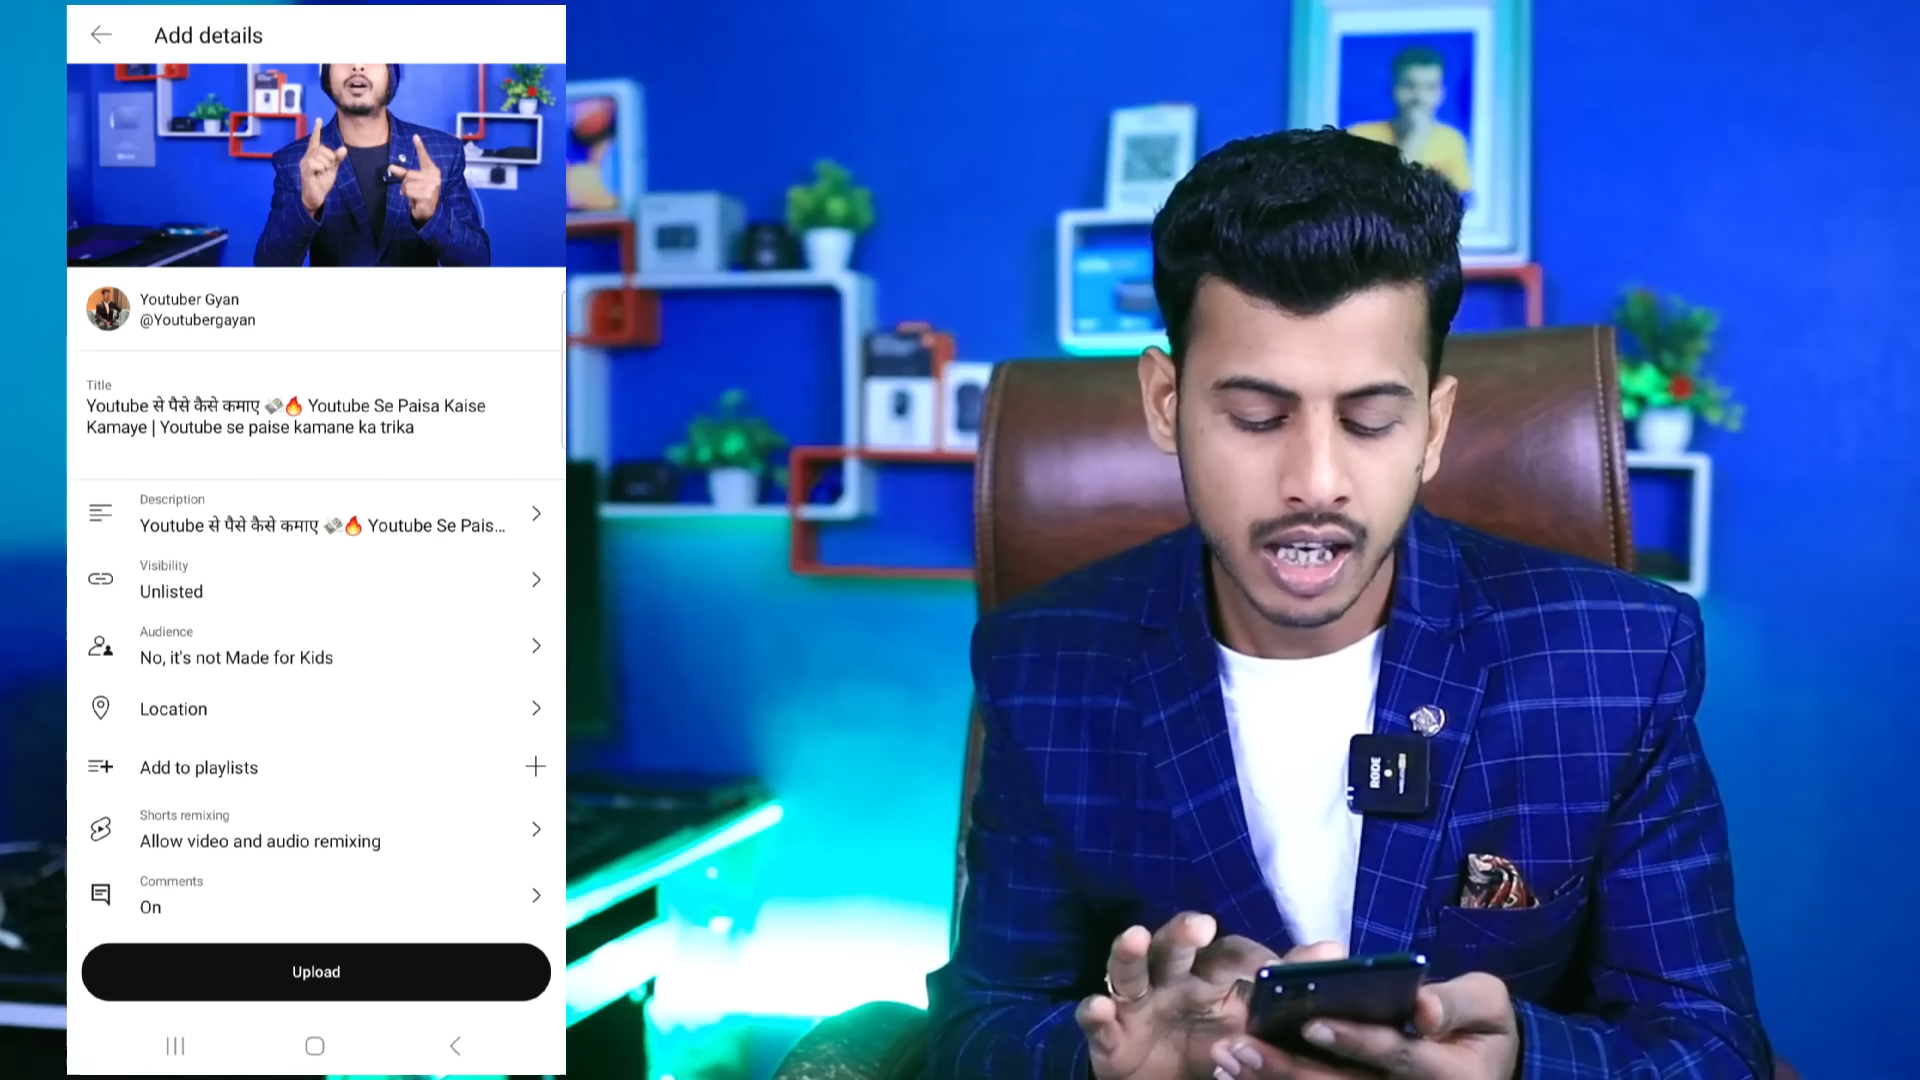 Add details
Youtuber Gyan
@Youtubergayan
Title
Youtube से पैसे कैसे कमाए 💸🔥 Youtube Se Paisa Kaise
Kamaye | Youtube se paise kamane ka trika
Description
Youtube से पैसे कैसे कमाए 💸🔥 Youtube Se Pais...
Visibility
Unlisted
Audience
No, it's not Made for Kids
Location
Add to playlists
Shorts remixing
Allow video and audio remixing
Comments
On
Upload
RODE